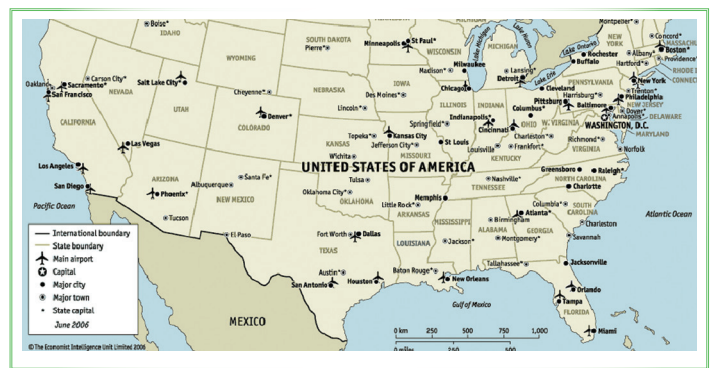 Boise*
IDAHO
WYOMING
SOUTH DAKOTA
Pierre*
Minneapolis
St Paul*
WISCONSIN
Madison*
Milwaukee
MICHIGAN
Lansing*
Detroit
Lake Michigan
Lake Huron
Lake Ontario
Lake Erie
Montpelier*
Concord*
NEW
YORK
Albany*
Boston*
MASSACHU
Hartford*
Providence*
RHODE I
CONNEC
Rochester
Buffalo
Cleveland
PENNSYLVANIA
Pittsburg
Harrisburg*
New York
Trenton*
Philadelphia
NEW JERSEY
Dover*
DELAWARE
Annapolis*
Baltimore
WASHINGTON, D.C.
MARYLAND
Oakland
Sacramento*
San Francisco
Carson City*
NEVADA
CALIFORNIA
Salt Lake City*
UTAH
Cheyenne*
Denver*
COLORADO
NEBRASKA
Lincoln*
IOWA
Des Moines*
Chicago
ILLINOIS
Springfield*
INDIANA
Indianapolis*
Columbus*
OHIO
Cincinnati
W. VIRGINIA
Charleston*
Richmond*
VIRGINIA
Norfolk
Topeka*
Kansas City
Jefferson City*
KANSAS
MISSOURI
St Louis
Louisville
Frankfort*
KENTUCKY
Las Vegas
Los Angeles
San Diego
ARIZONA
Phoenix*
Tucson
Albuquerque
Santa Fe*
NEW MEXICO
El Paso
Wichita
UNITED STATES OF AMERICA
Tulsa
Oklahoma City*
OKLAHOMA
Little Rock*
ARKANSAS
Memphis
Nashville*
TENNESSEE
Greensboro
Raleigh*
NORTH CAROLINA
Charlotte
Columbia*
SOUTH
CAROLINA
Charleston
Savannah
Atlanta*
GEORGIA
Birmingham
ALABAMA
Montgomery*
MISSISSIPPI
Jackson*
Fort Worth
Dallas
TEXAS
Austin*
San Antonio
Houston
LOUISIANA
Baton Rouge*
New Orleans
Tallahassee*
Jacksonville
Orlando
Tampa
FLORIDA
Miami
Pacific Ocean
Atlantic Ocean
Gulf of Mexico
MEXICO
International boundary
State boundary
Main airport
Capital
Major city
Major town
State capital
June 2006
© The Economist Intelligence Unit Limited 2006
0 km 250 500 750 1,000
0 miles 250 500